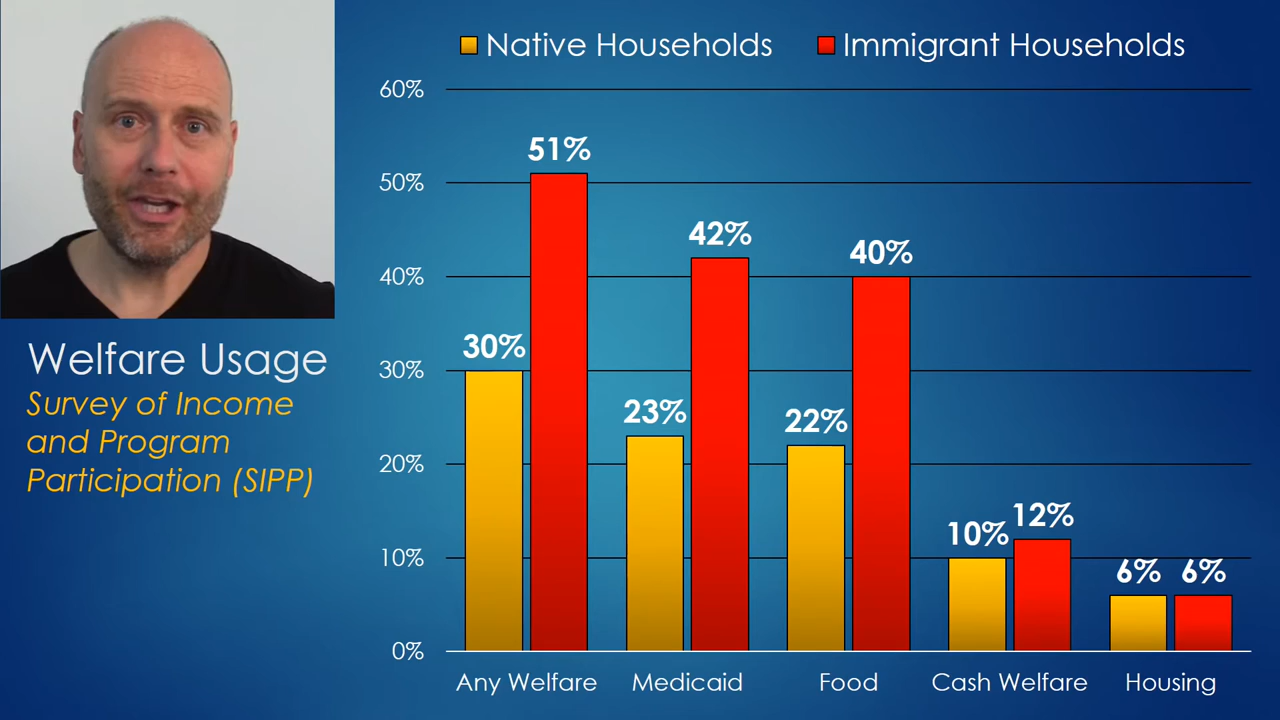 Native Households
Immigrant Households
60%
50%
40%
30%
20%
10%
0%
30%
51%
23%
42%
22%
40%
10%
12%
6%
6%
Any Welfare
Medicaid
Food
Cash Welfare
Housing
Welfare Usage
Survey of Income
and Program
Participation (SIPP)